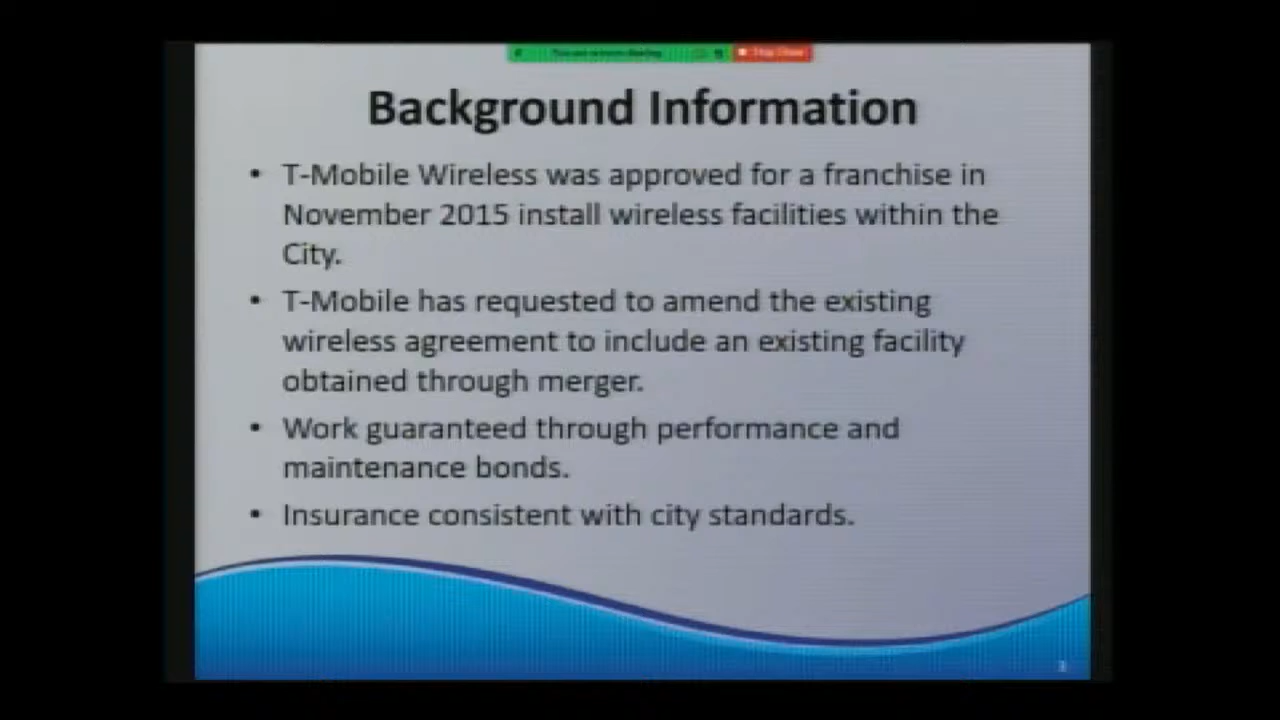 Background Information
• T-Mobile Wireless was approved for a franchise in
November 2015 install wireless facilities within the
City.
• T-Mobile has requested to amend the existing
wireless agreement to include an existing facility
obtained through merger.
• Work guaranteed through performance and
maintenance bonds.
• Insurance consistent with city standards.